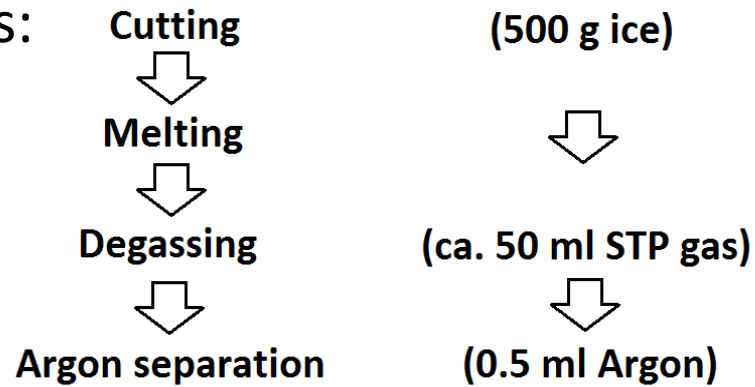 s:
Cutting (500 g ice)
Melting
Degassing (ca. 50 ml STP gas)
Argon separation (0.5 ml Argon)